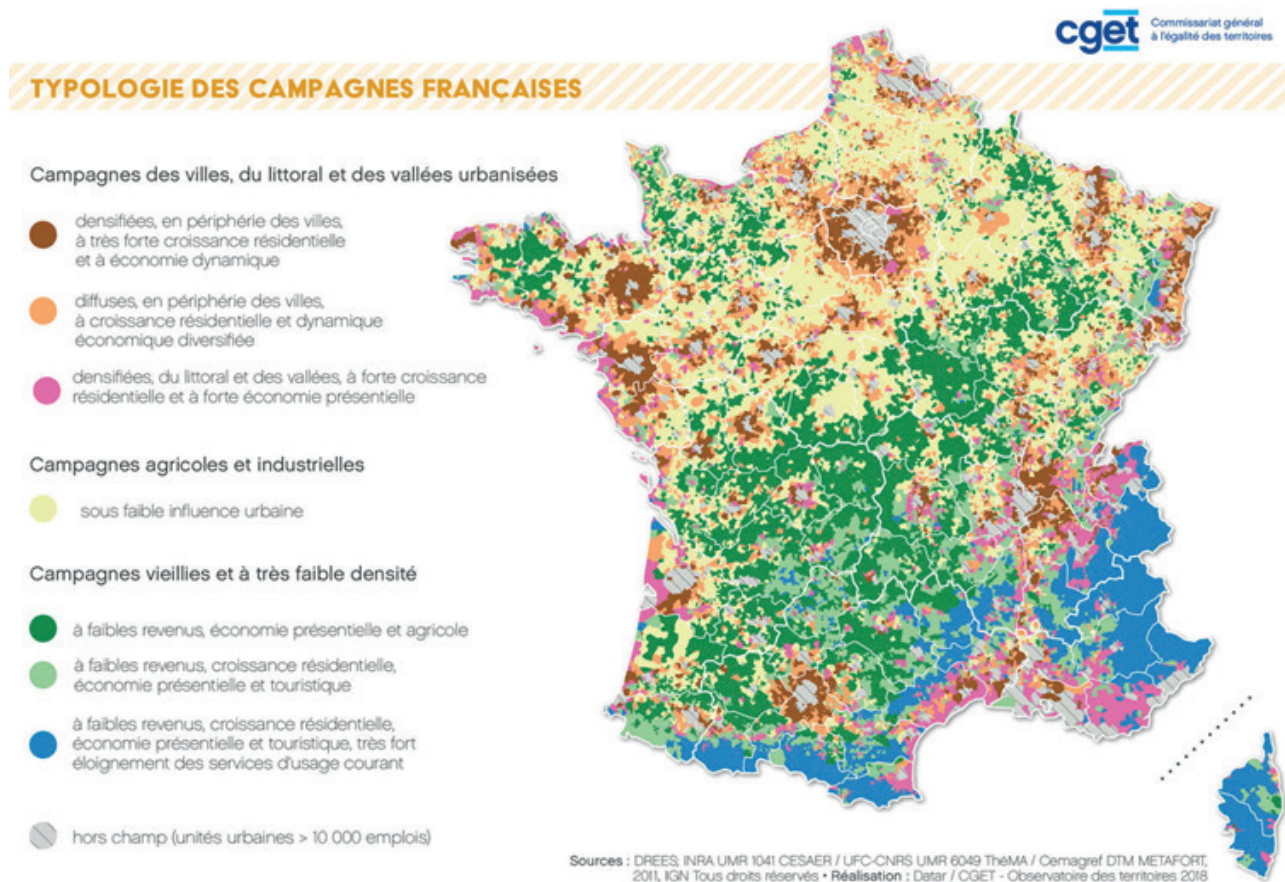 cget Commissariat général
à l'égalité des territoires
TYPOLOGIE DES CAMPAGNES FRANÇAISES
Campagnes des villes, du littoral et des vallées urbanisées
densifiées, en périphérie des villes,
à très forte croissance résidentielle
et à économie dynamique
diffuses, en périphérie des villes,
à croissance résidentielle et dynamique
économique diversifiée
densifiées, du littoral et des vallées, à forte croissance
résidentielle et à forte économie présentielle
Campagnes agricoles et industrielles
sous faible influence urbaine
Campagnes vieillies et à très faible densité
à faibles revenus, économie présentielle et agricole
à faibles revenus, croissance résidentielle,
économie présentielle et touristique
à faibles revenus, croissance résidentielle,
économie présentielle et touristique, très fort
éloignement des services d'usage courant
hors champ (unités urbaines > 10 000 emplois)
Sources : DREES, INRA UMR 1041 CESAER / UFC-CNRS UMR 6049 ThéMA / Cemagref DTM METAFORT,
2011, IGN Tous droits réservés • Réalisation : Datar / CGET - Observatoire des territoires 2018